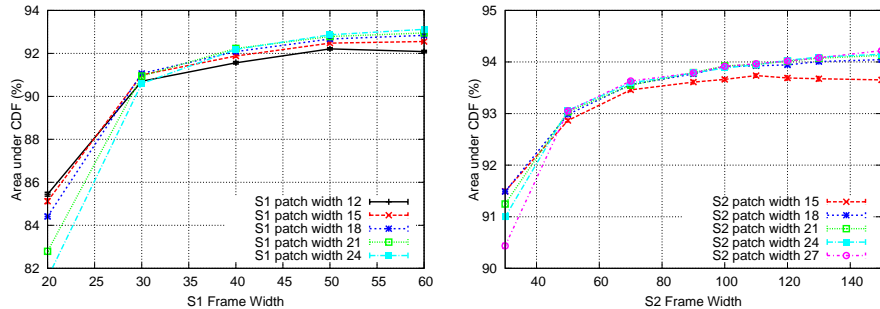 94
92
90
88
86
84
82
20 25 30 35 40 45 50 55 60
Area under CDF (%)
S1 Frame Width
S1 patch width 12
S1 patch width 15
S1 patch width 18
S1 patch width 21
S1 patch width 24
95
94
93
92
91
90
40 60 80 100 120 140
Area under CDF (%)
S2 Frame Width
S2 patch width 15
S2 patch width 18
S2 patch width 21
S2 patch width 24
S2 patch width 27